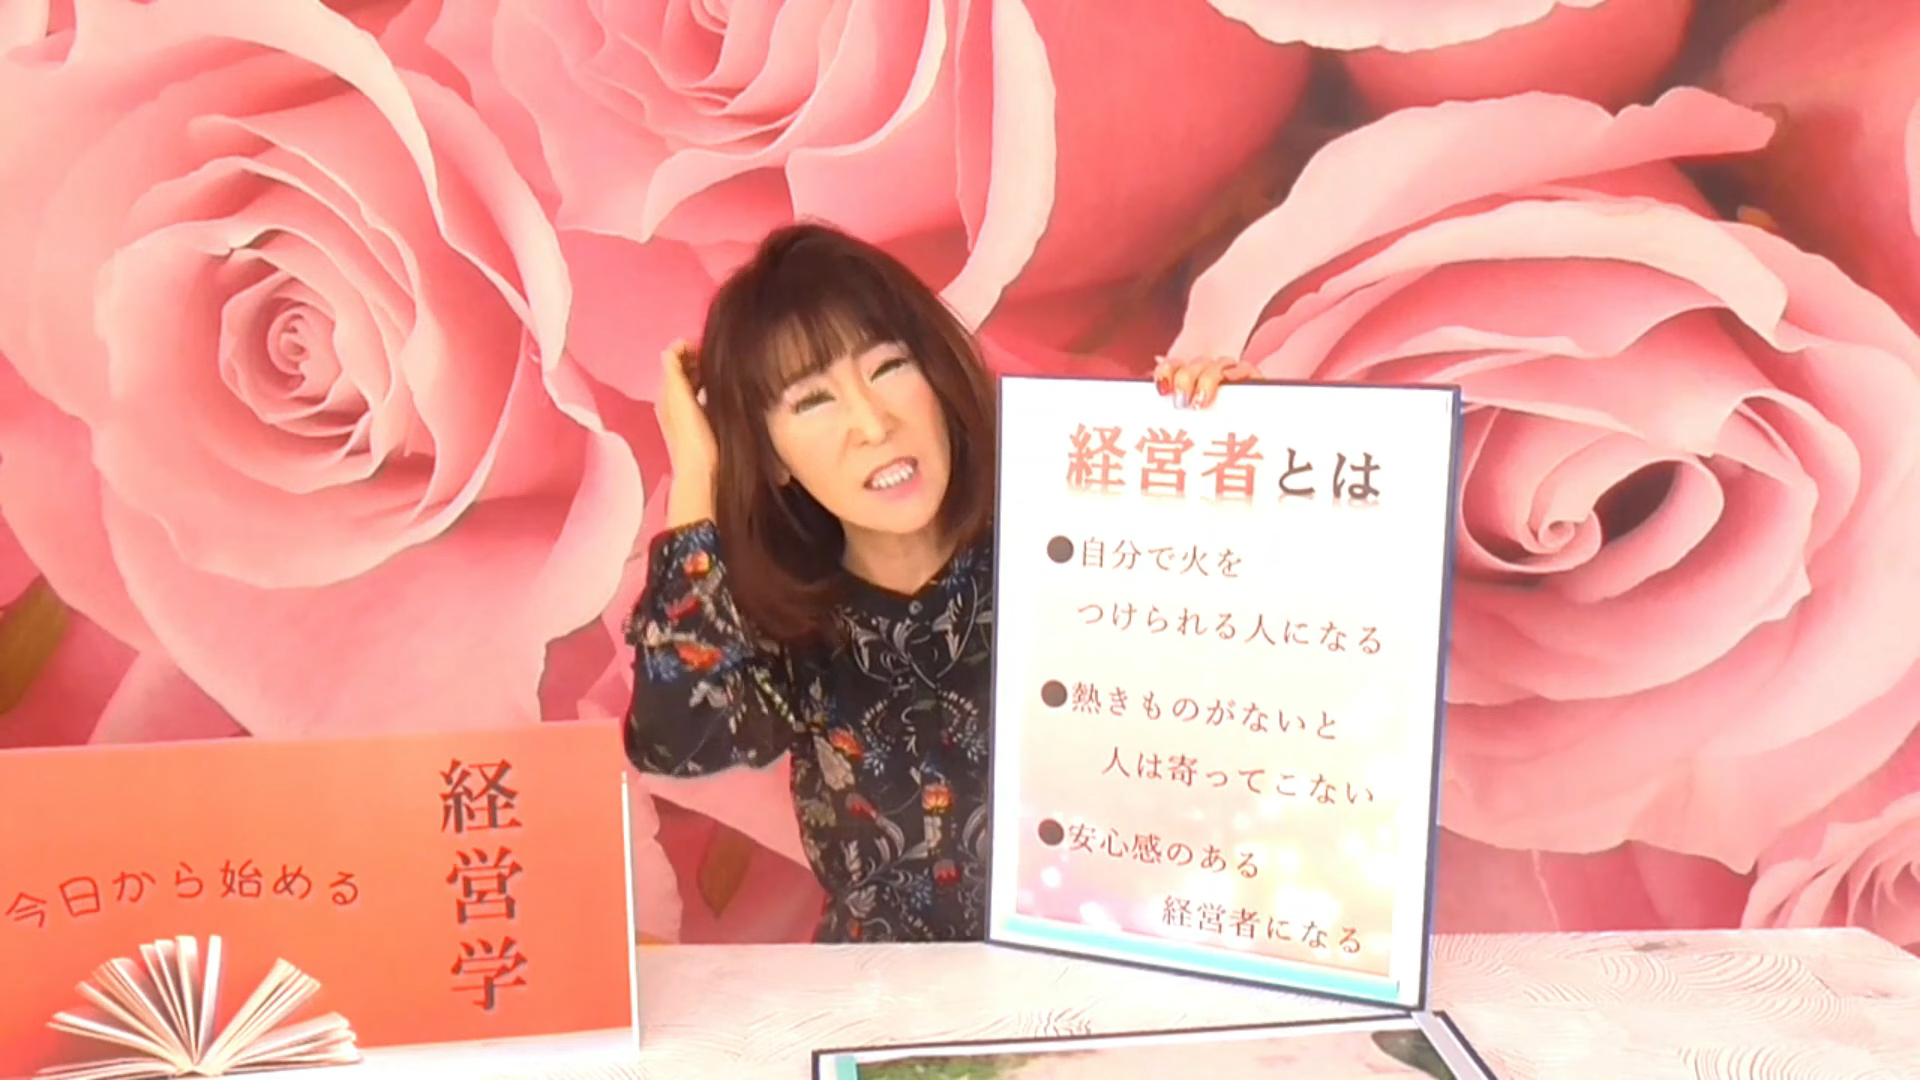 経営者とは
●自分で火を
つけられる人になる
●熱きものがないと
人は寄ってこない
●安心感のある
経営者になる
今日から始める
経営学